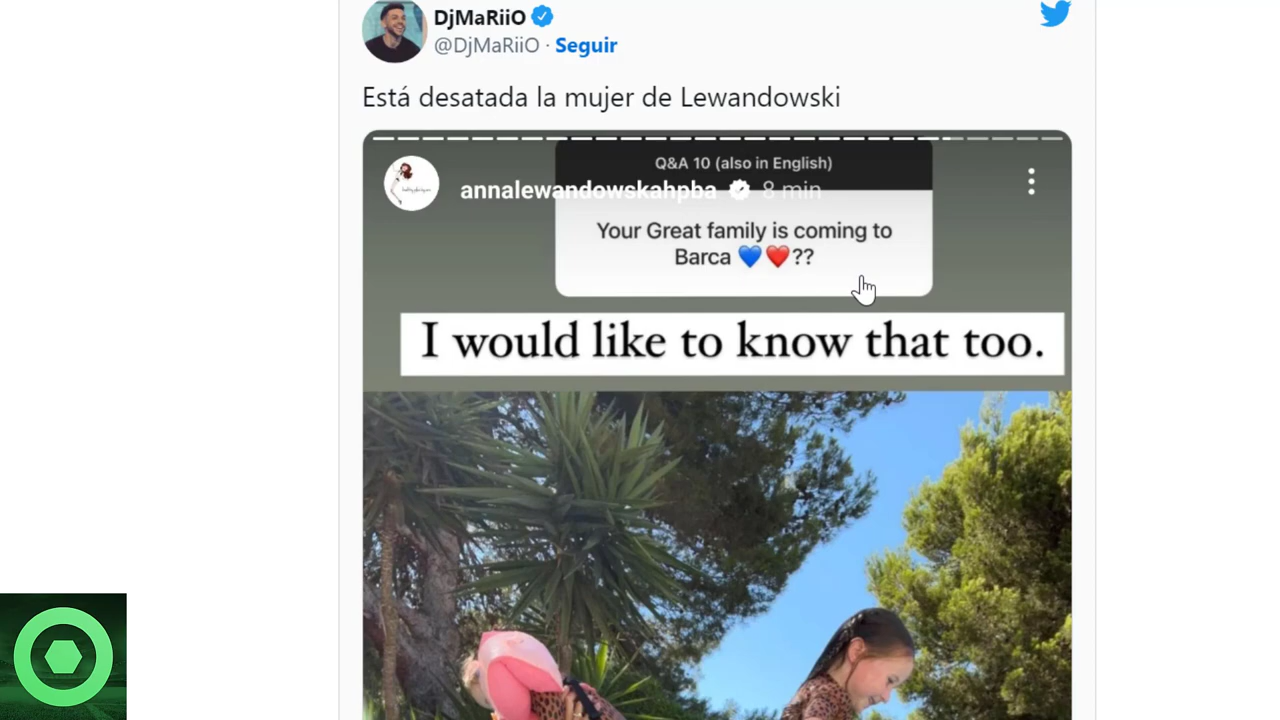 DjMaRiiO
@DjMaRiiO · Seguir
Está desatada la mujer de Lewandowski
Q&A 10 (also in English)
annalewandowskahpba 8 min
Your Great family is coming to
Barca 💙❤️??
I would like to know that too.